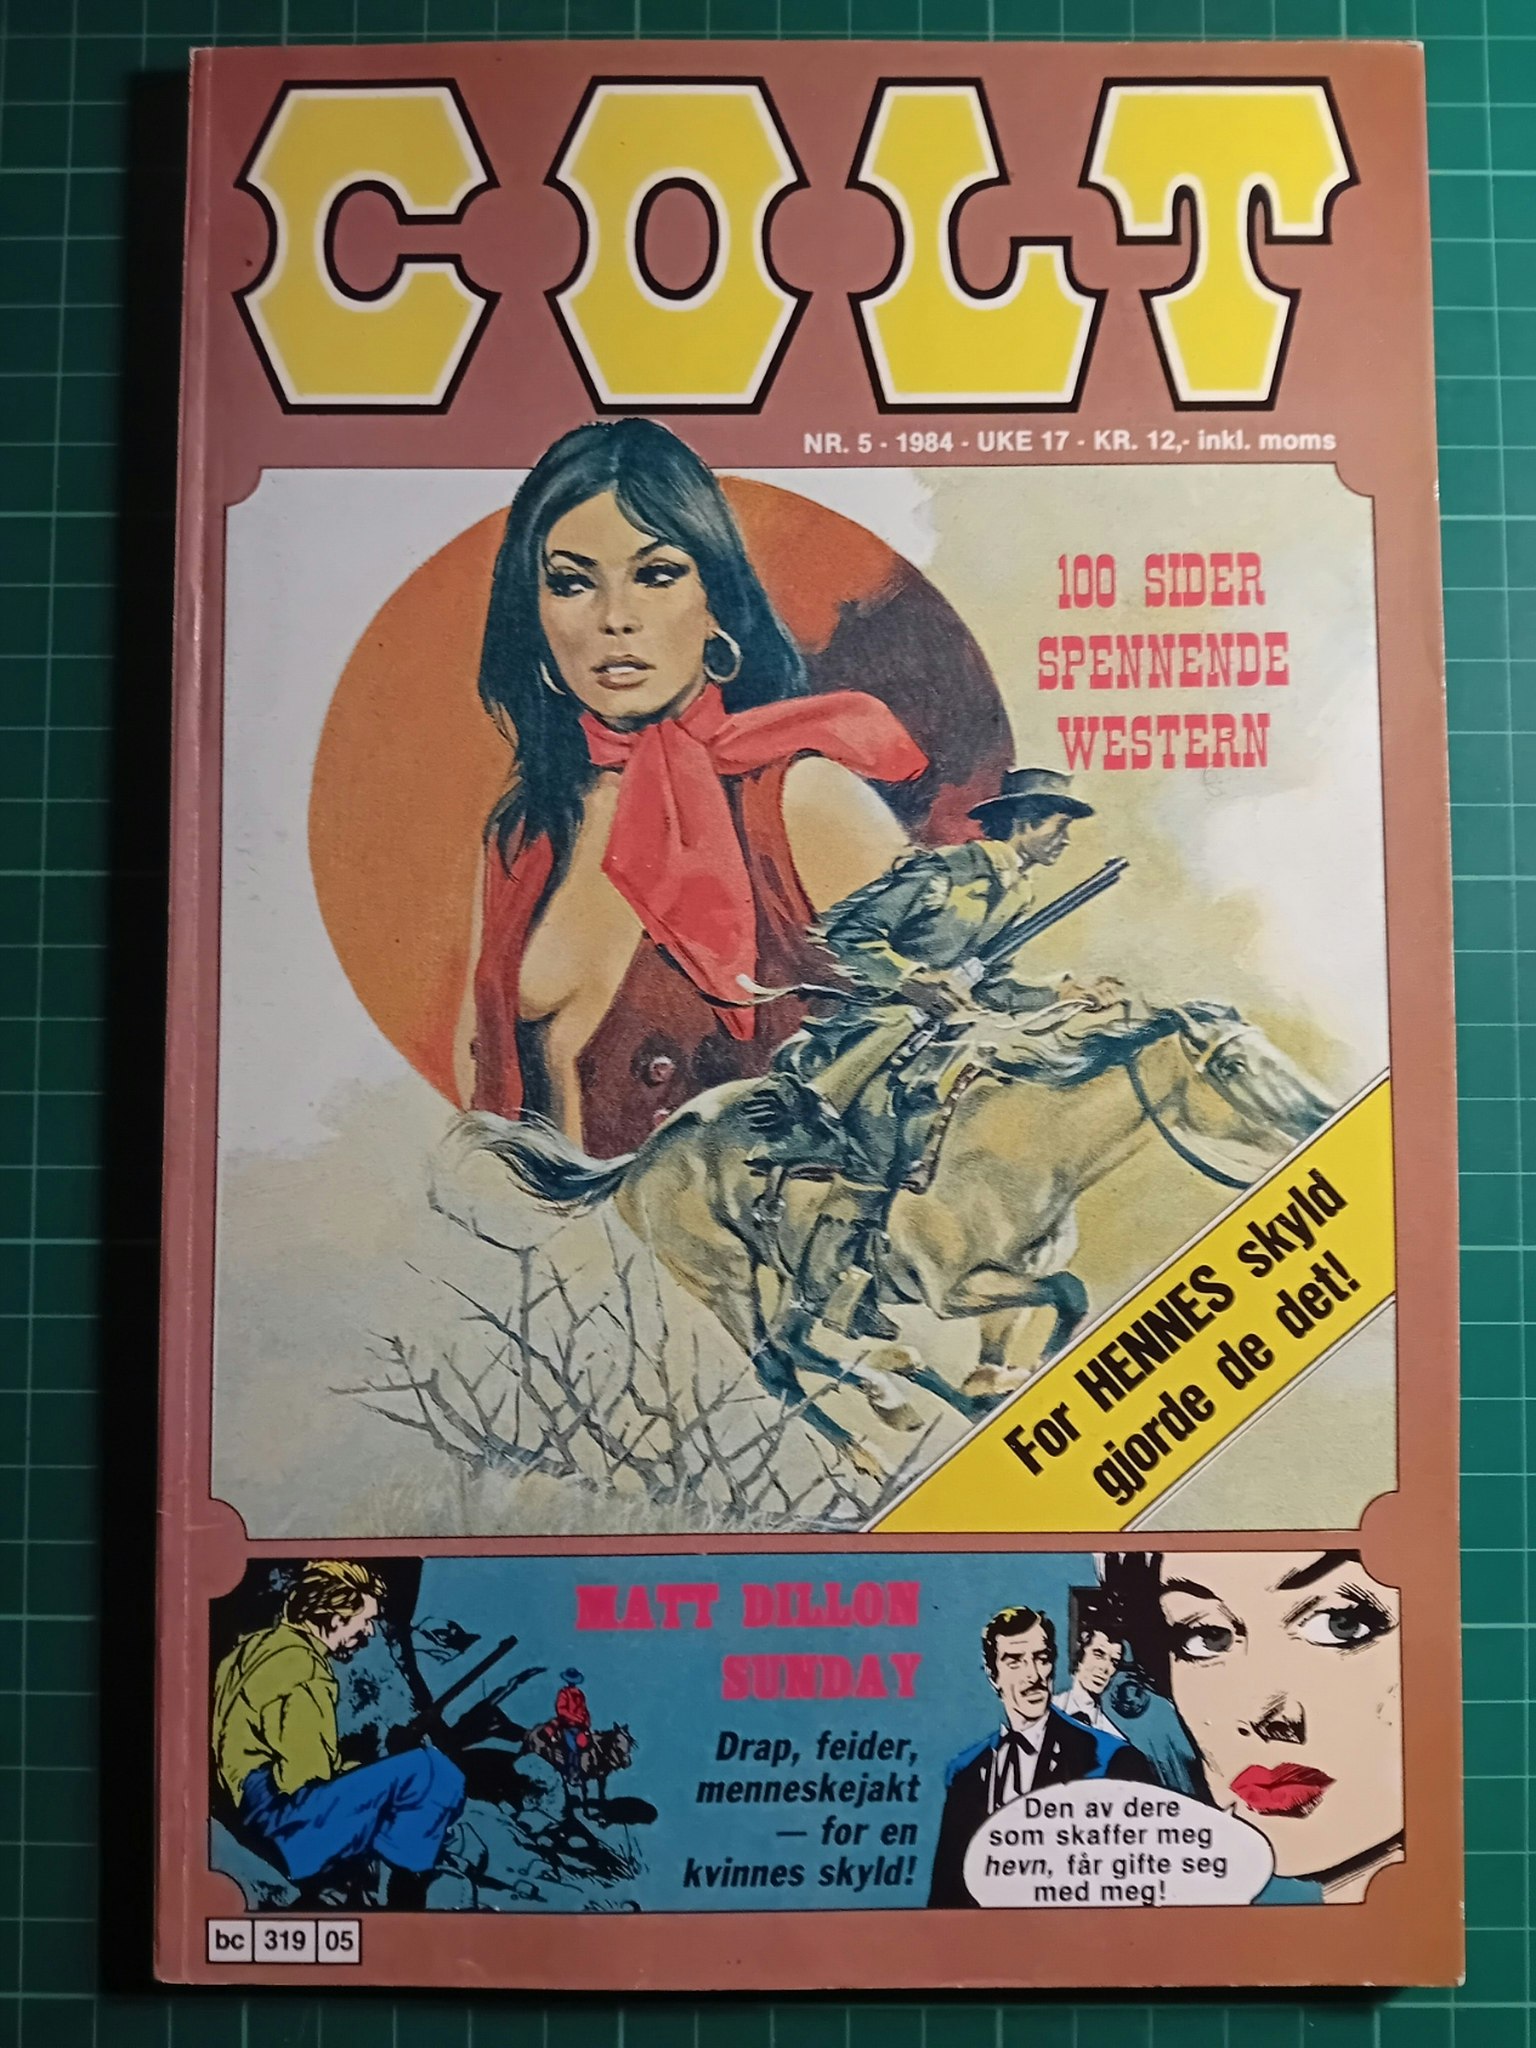 COLT
NR. 5 - 1984 - UKE 17 - KR. 12,- inkl. moms
100 SIDER
SPENNENDE
WESTERN
For HENNES skyld
gjorde de det!
MATT DILLON
SUNDAY
Drap, feider,
menneskejakt
— for en
kvinnes skyld!
Den av dere
som skaffer meg
hevn, får gifte seg
med meg!
bc 319 05